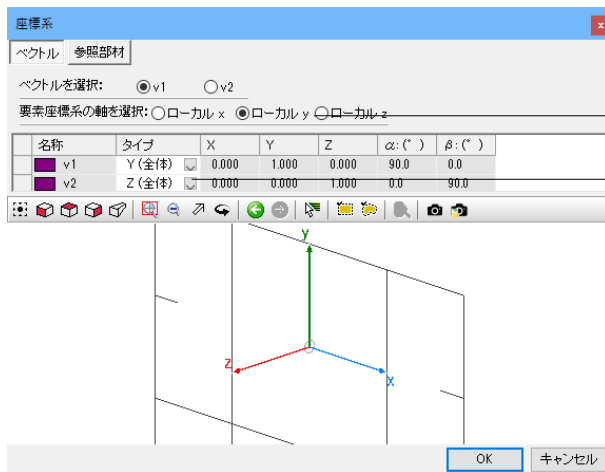 座標系
ベクトル 参照部材
ベクトルを選択: v1 v2
要素座標系の軸を選択: ローカル x ローカル y ローカル z
名称 タイプ X Y Z α:(°) β:(°)
v1 Y(全体) 0.000 1.000 0.000 90.0 0.0
v2 Z(全体) 0.000 0.000 1.000 0.0 90.0
y
Z
X
OK キャンセル